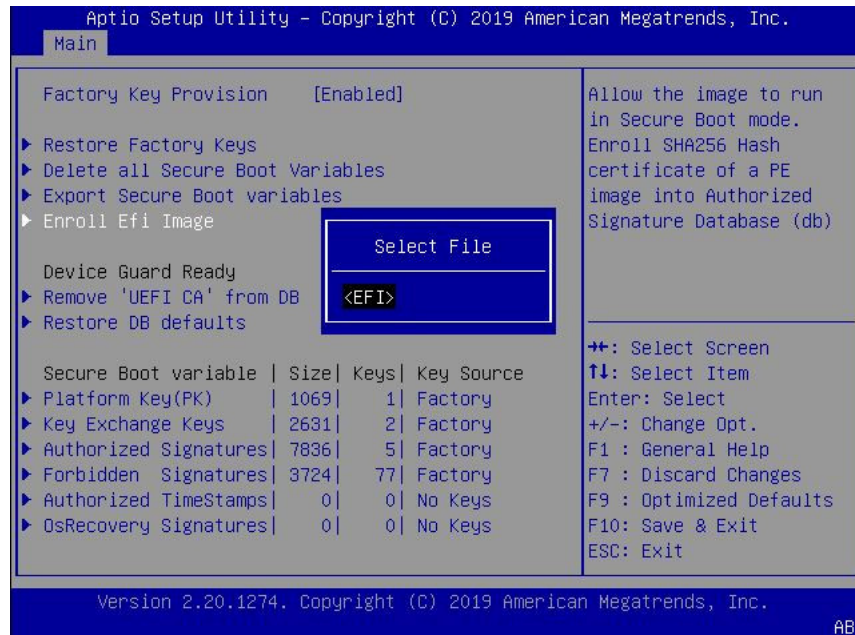 Aptio Setup Utility – Copyright (C) 2019 American Megatrends, Inc.
Main
Factory Key Provision [Enabled]
Restore Factory Keys
Delete all Secure Boot Variables
Export Secure Boot variables
Enroll Efi Image
Device Guard Ready
Remove 'UEFI CA' from DB
Restore DB defaults
Secure Boot variable | Size| Keys| Key Source
Platform Key(PK) | 1069| 1| Factory
Key Exchange Keys | 2631| 2| Factory
Authorized Signatures| 7836| 5| Factory
Forbidden Signatures| 3724| 77| Factory
Authorized TimeStamps| 0| 0| No Keys
OsRecovery Signatures| 0| 0| No Keys
Select File
<EFI>
Allow the image to run
in Secure Boot mode.
Enroll SHA256 Hash
certificate of a PE
image into Authorized
Signature Database (db)
→←: Select Screen
↑↓: Select Item
Enter: Select
+/-: Change Opt.
F1 : General Help
F7 : Discard Changes
F9 : Optimized Defaults
F10: Save & Exit
ESC: Exit
Version 2.20.1274. Copyright (C) 2019 American Megatrends, Inc.
AB